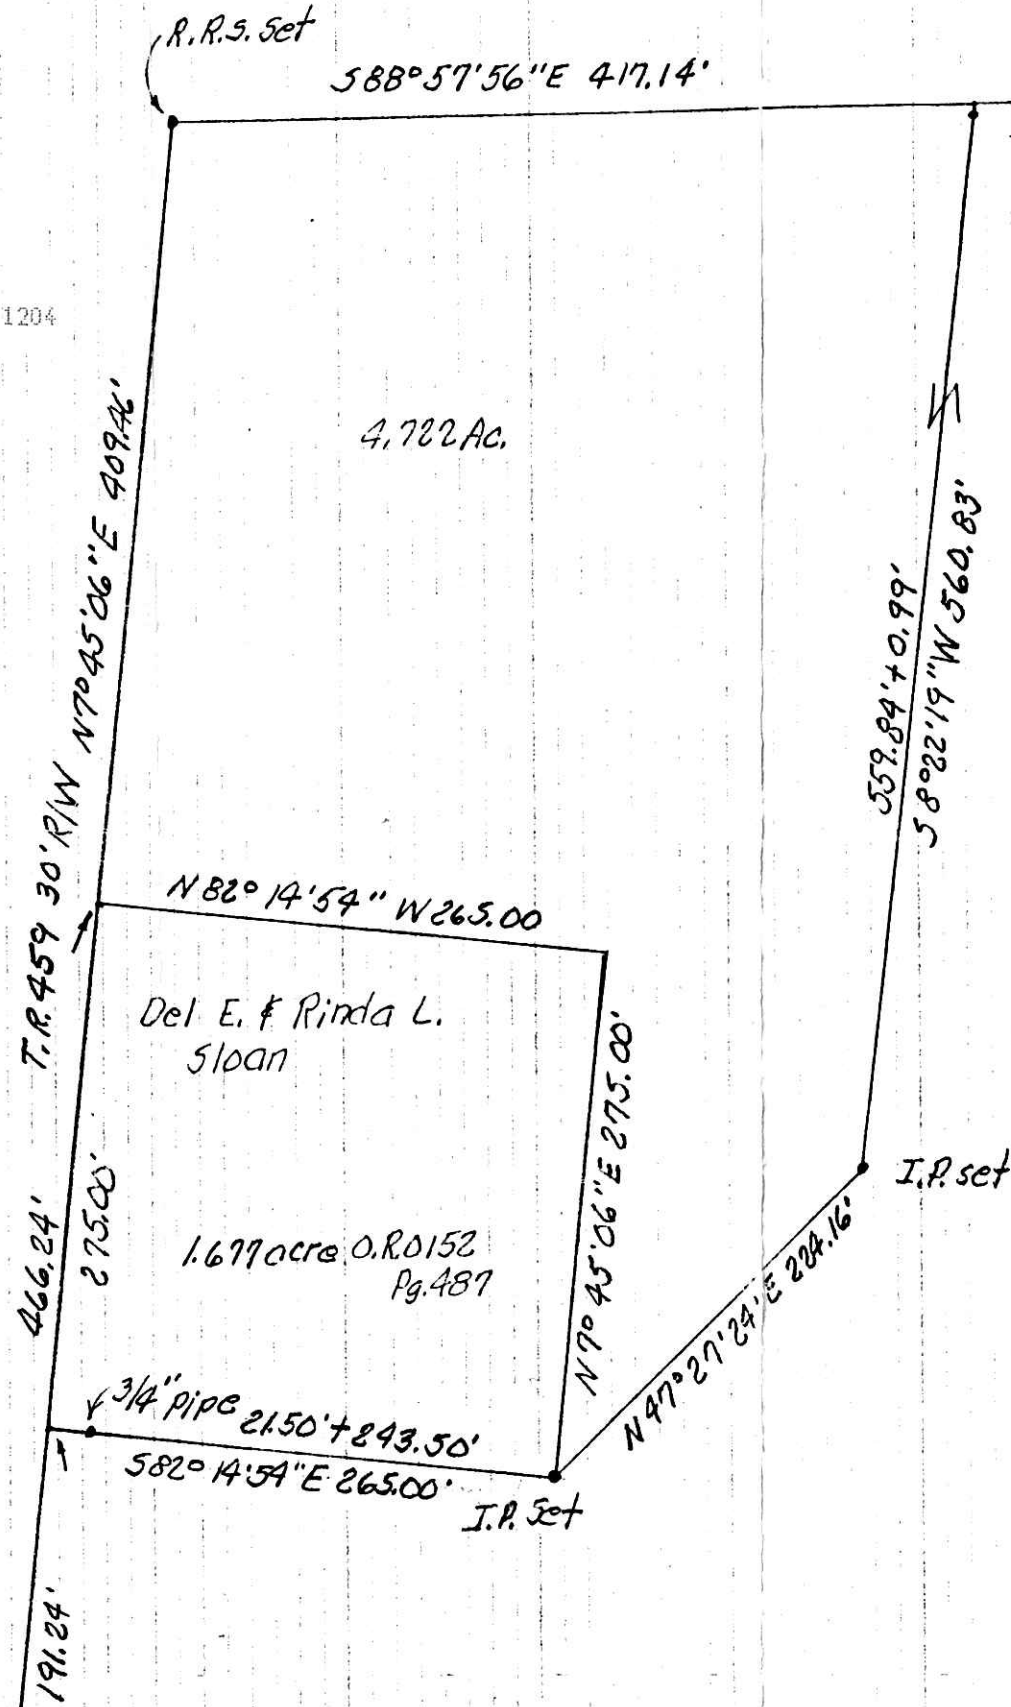 R.R.S. set
S88°57'56"E 417.14'
1204
4.722 Ac.
N7°45'06"E 409.46'
559.84'+0.99'
S8°22'19"W 560.83'
T.R. 459 30' R/W
N82°14'54" W265.00
Del E. & Rinda L.
Sloan
N7°45'06"E 275.00'
I.P. set
466.24'
275.00'
1.677 acre O.R0152
Pg.487
N47°27'24'E 224.16'
3/4" pipe
21.50'+243.50'
S82°14'54"E 265.00'
I.P. Set
191.24'